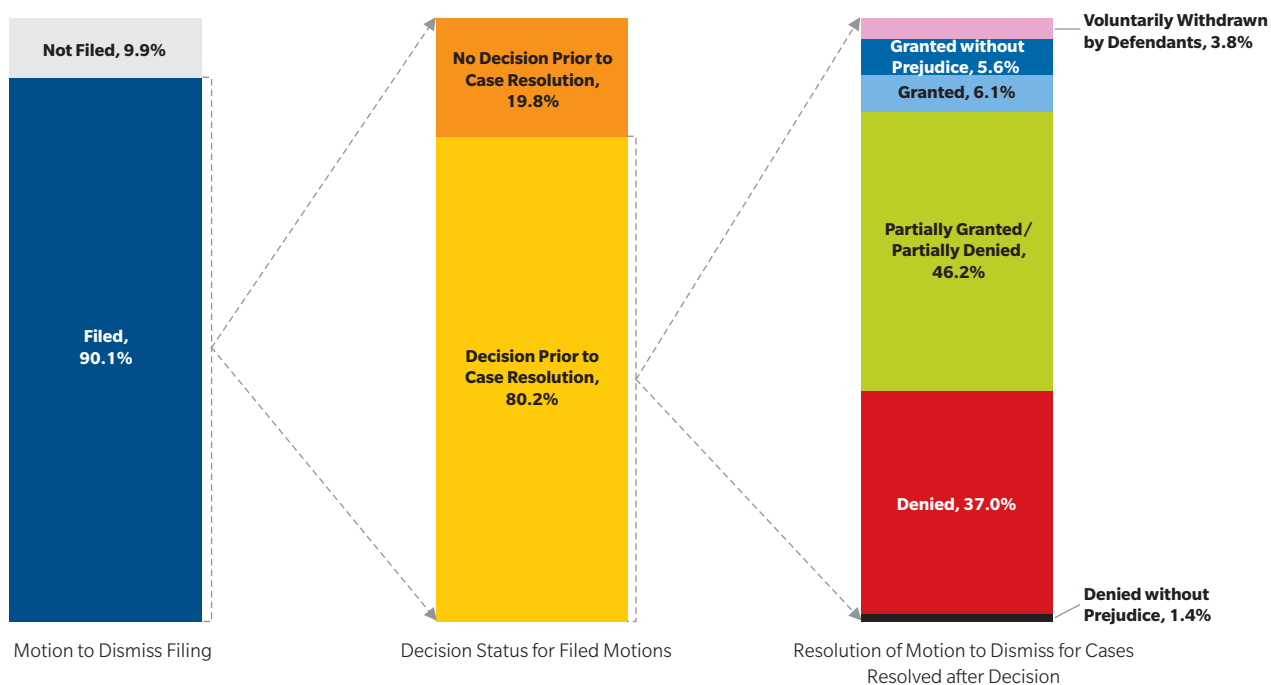 Not Filed, 9.9%
Filed,
90.1%
Motion to Dismiss Filing
No Decision Prior to
Case Resolution,
19.8%
Decision Prior to
Case Resolution,
80.2%
Decision Status for Filed Motions
Voluntarily Withdrawn
by Defendants, 3.8%
Granted without
Prejudice, 5.6%
Granted, 6.1%
Partially Granted/
Partially Denied,
46.2%
Denied, 37.0%
Denied without
Prejudice, 1.4%
Resolution of Motion to Dismiss for Cases
Resolved after Decision